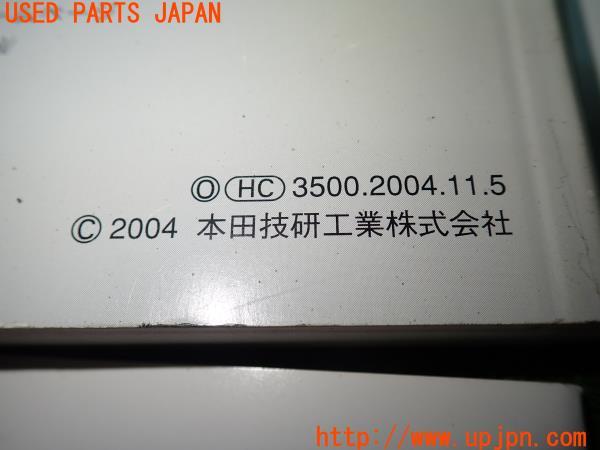 USED PARTS JAPAN
Ⓞ HC 3500.2004.11.5
© 2004 本田技研工業株式会社
http://www.upjpn.com/